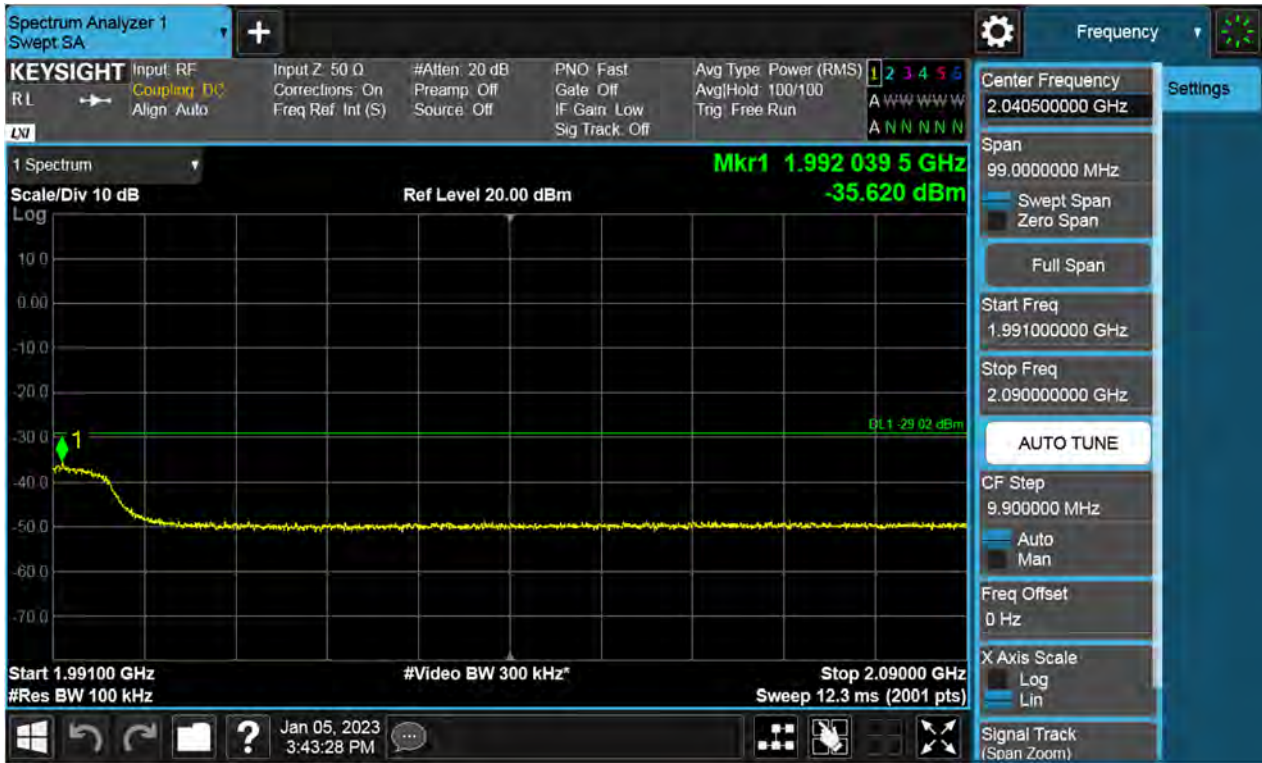 Spectrum Analyzer 1
Swept SA
+
Frequency
KEYSIGHT
RL
LXI
Input: RF
Coupling: DC
Align: Auto
Input Z: 50 Ω
Corrections: On
Freq Ref: Int (S)
#Atten: 20 dB
Preamp: Off
Source: Off
PNO: Fast
Gate: Off
IF Gain: Low
Sig Track: Off
Avg Type: Power (RMS)
Avg|Hold: 100/100
Trig: Free Run
1 2 3 4 5 6
A W W W W W
A N N N N N
1 Spectrum
Scale/Div 10 dB
Ref Level 20.00 dBm
Mkr1 1.992 039 5 GHz
-35.620 dBm
Log
10.0
0.00
-10.0
-20.0
-30.0
-40.0
-50.0
-60.0
-70.0
1
DL1 -29.02 dBm
Start 1.99100 GHz
#Res BW 100 kHz
#Video BW 300 kHz*
Stop 2.09000 GHz
Sweep 12.3 ms (2001 pts)
Center Frequency
2.040500000 GHz
Settings
Span
99.0000000 MHz
Swept Span
Zero Span
Full Span
Start Freq
1.991000000 GHz
Stop Freq
2.090000000 GHz
AUTO TUNE
CF Step
9.900000 MHz
Auto
Man
Freq Offset
0 Hz
X Axis Scale
Log
Lin
Signal Track
(Span Zoom)
?
Jan 05, 2023
3:43:28 PM